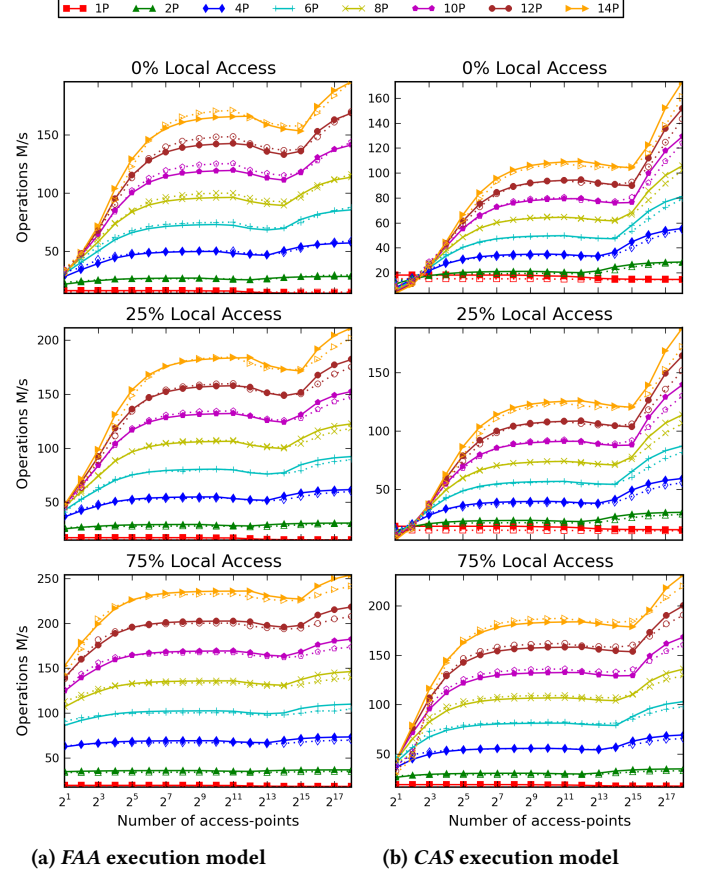 1P 2P 4P 6P 8P 10P 12P 14P
0% Local Access 0% Local Access
Operations M/s
150
100
50
160
140
120
100
80
60
40
20
25% Local Access 25% Local Access
Operations M/s
200
150
100
50
150
100
50
75% Local Access 75% Local Access
Operations M/s
250
200
150
100
50
200
150
100
50
2^1 2^3 2^5 2^7 2^9 2^11 2^13 2^15 2^17
2^1 2^3 2^5 2^7 2^9 2^11 2^13 2^15 2^17
Number of access-points Number of access-points
(a) FAA execution model (b) CAS execution model